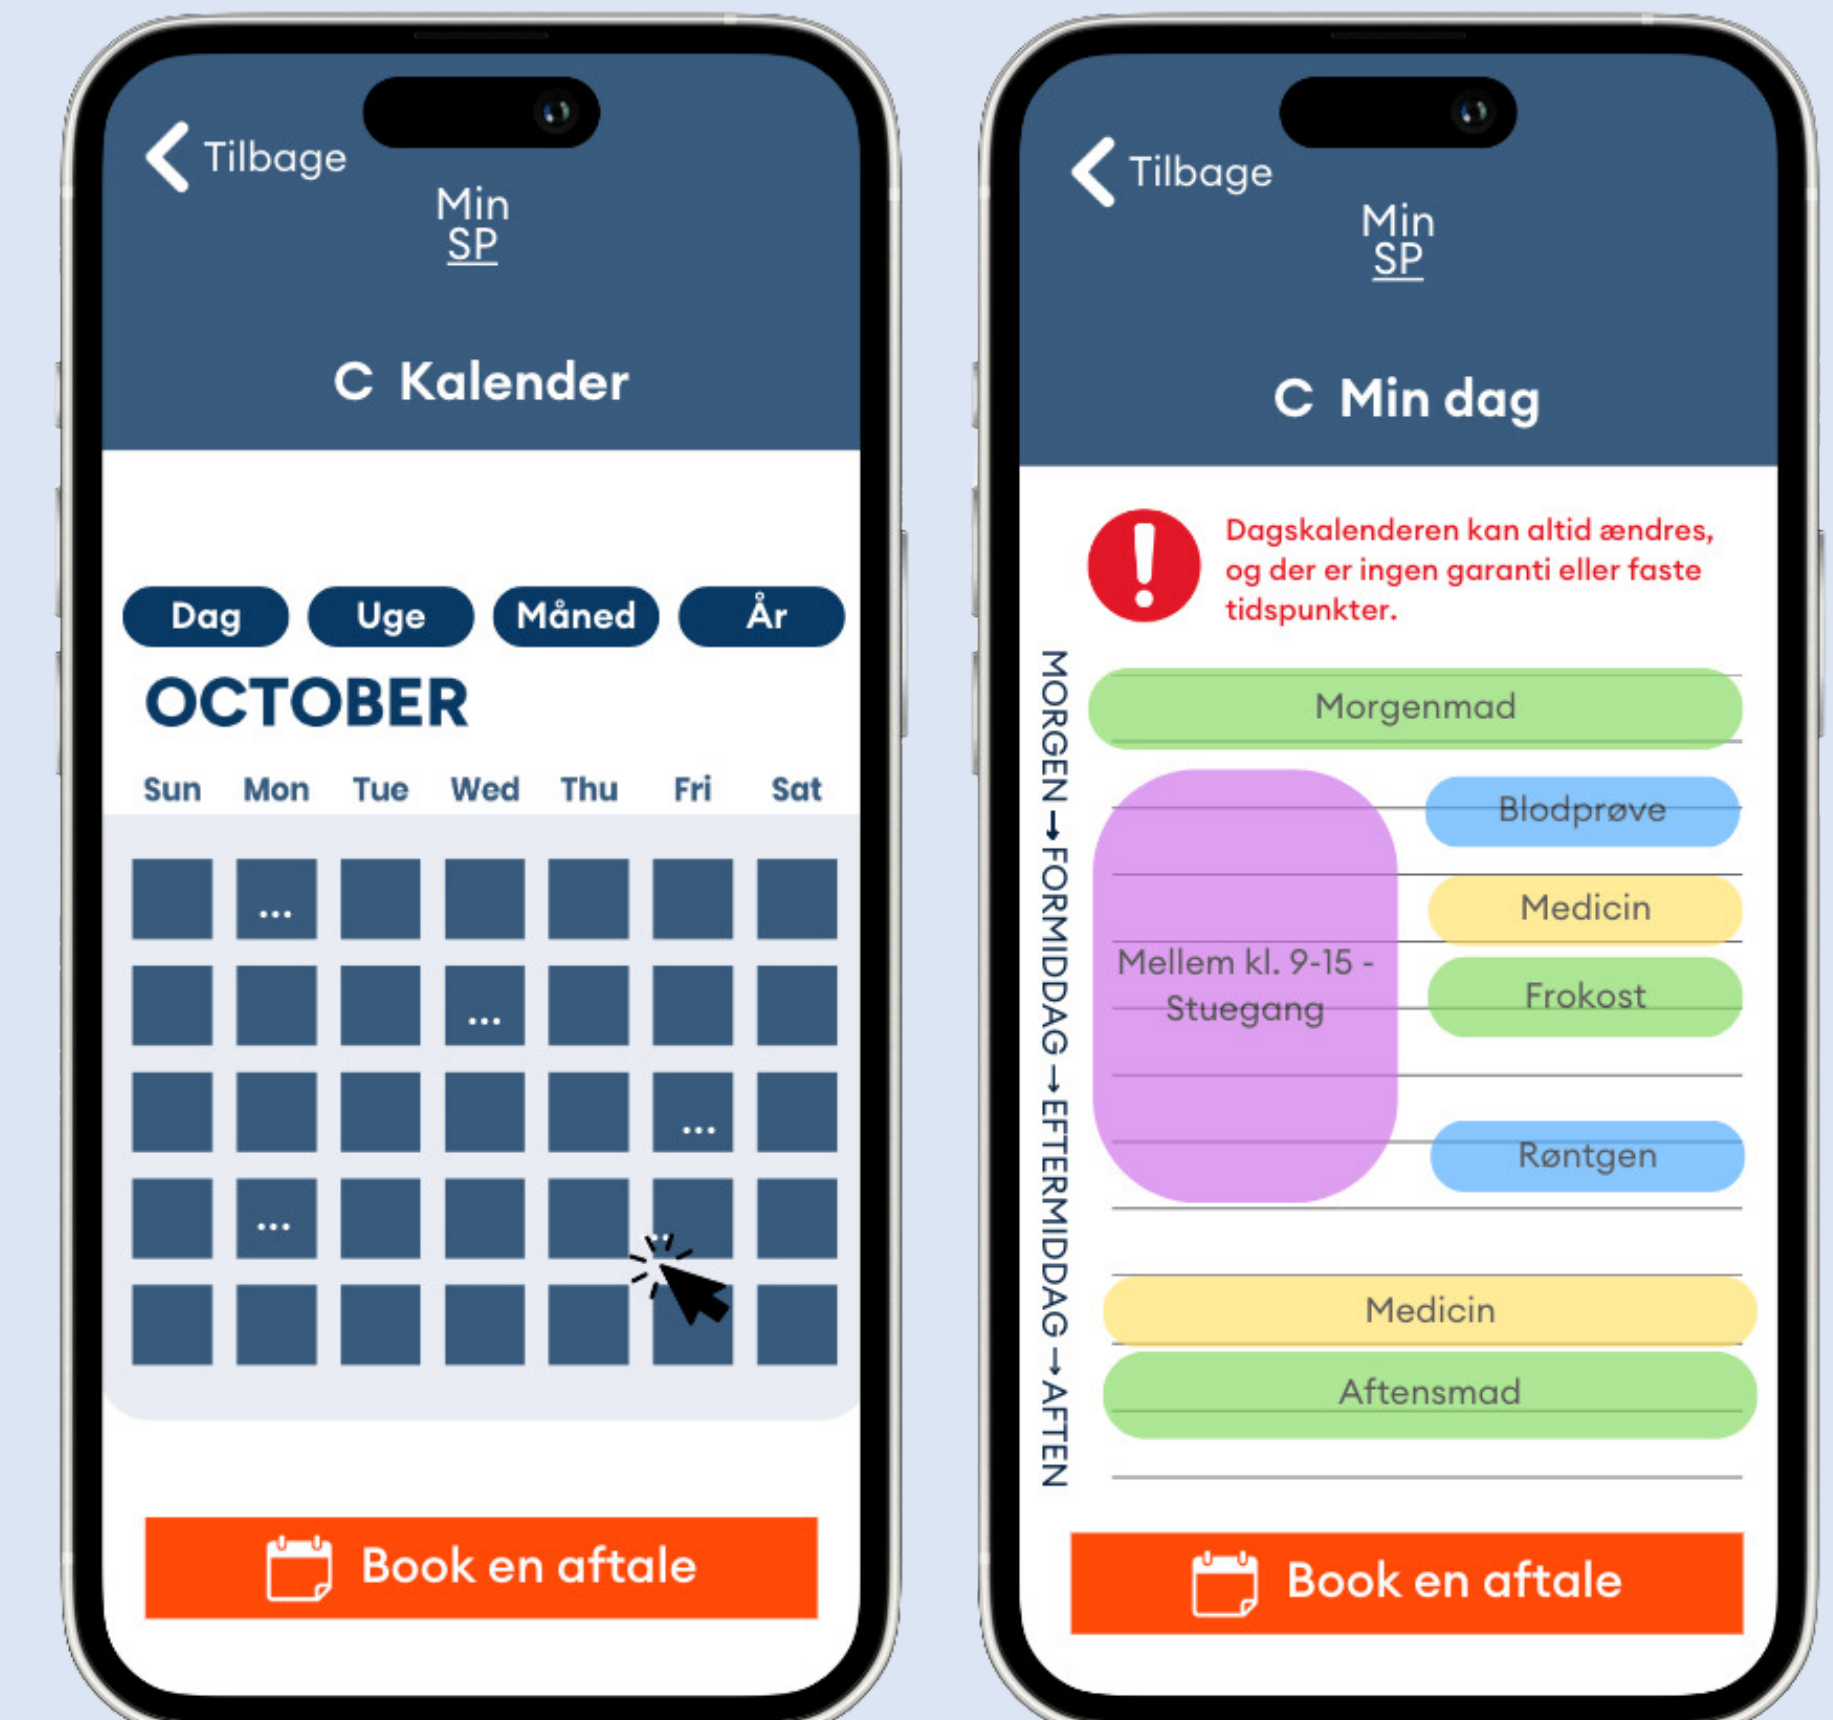 Tilbage
Min
SP
C Kalender
Dag Uge Måned År
OCTOBER
Sun Mon Tue Wed Thu Fri Sat
...
...
...
...
Book en aftale
Tilbage
Min
SP
C Min dag
Dagskalenderen kan altid ændres,
og der er ingen garanti eller faste
tidspunkter.
MORGEN → FORMIDDAG → EFTERMIDDAG → AFTEN
Morgenmad
Blodprøve
Medicin
Mellem kl. 9-15 -
Stuegang
Frokost
Røntgen
Medicin
Aftensmad
Book en aftale